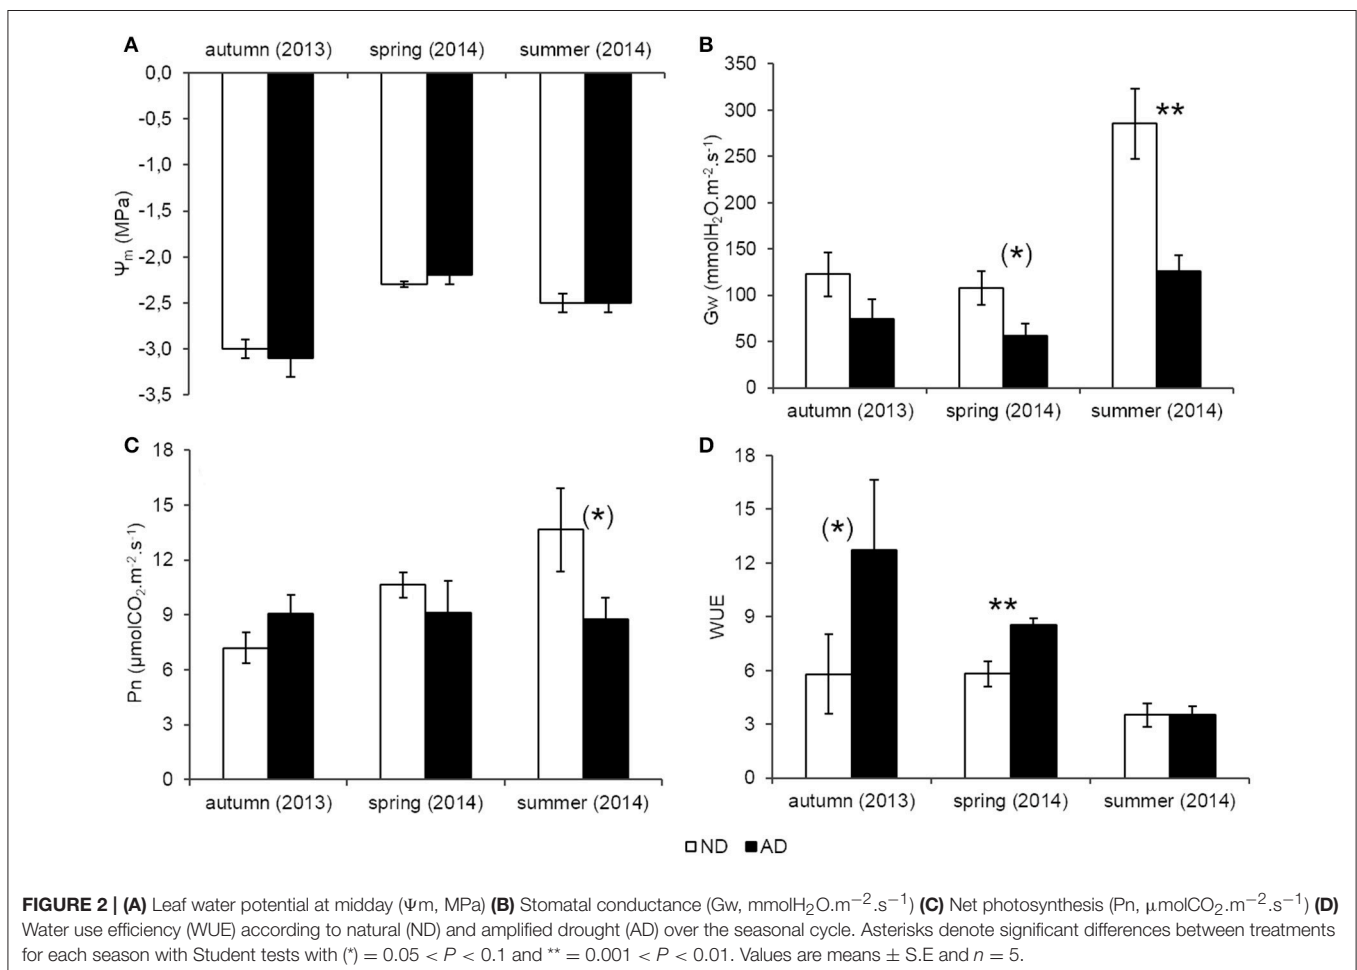 A
autumn (2013) spring (2014) summer (2014)
0,0
-0,5
-1,0
-1,5
-2,0
-2,5
-3,0
-3,5
Ψm (MPa)
B
350
300
250
200
150
100
50
0
Gw (mmolH2O.m-2.s-1)
(*)
**
autumn (2013) spring (2014) summer (2014)
C
18
15
12
9
6
3
0
Pn (µmolCO2.m-2.s-1)
(*)
autumn (2013) spring (2014) summer (2014)
D
18
15
12
9
6
3
0
WUE
(*)
**
autumn (2013) spring (2014) summer (2014)
ND AD
FIGURE 2 | (A) Leaf water potential at midday (Ψm, MPa) (B) Stomatal conductance (Gw, mmolH2O.m−2.s−1) (C) Net photosynthesis (Pn, µmolCO2.m−2.s−1) (D)
Water use efficiency (WUE) according to natural (ND) and amplified drought (AD) over the seasonal cycle. Asterisks denote significant differences between treatments
for each season with Student tests with (*) = 0.05 < P < 0.1 and ** = 0.001 < P < 0.01. Values are means ± S.E and n = 5.